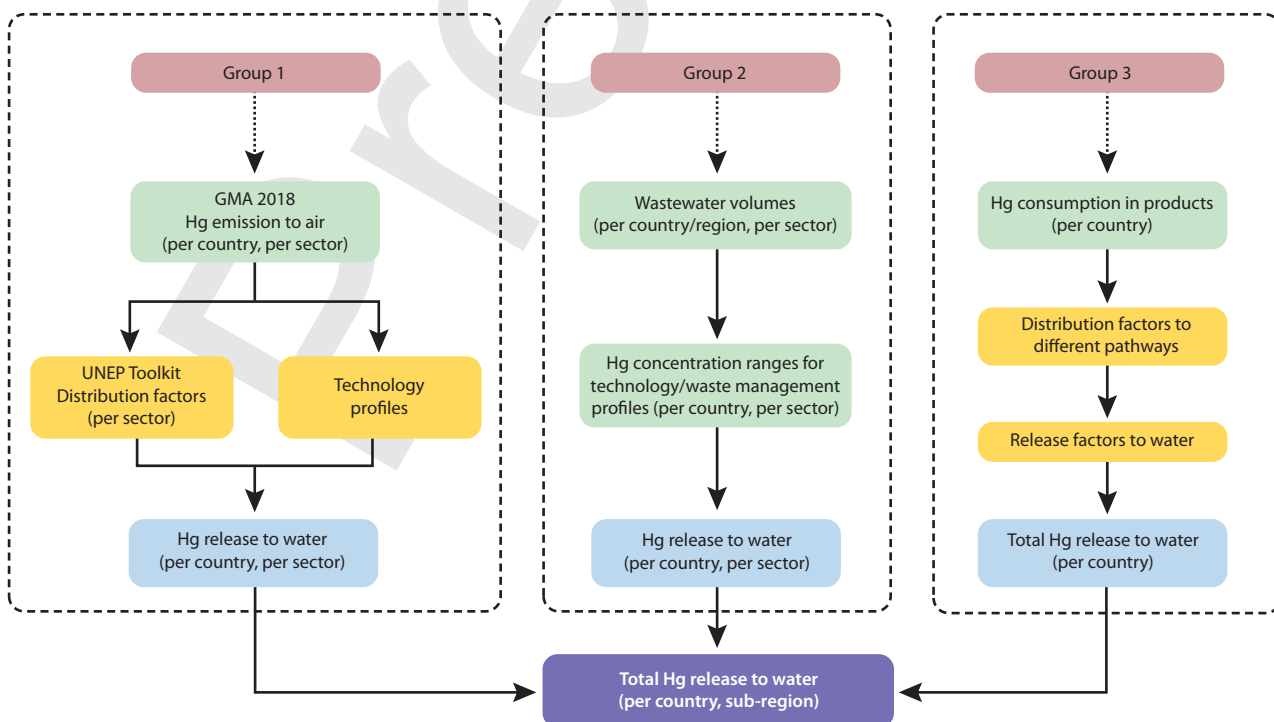 Group 1
GMA 2018
Hg emission to air
(per country, per sector)
UNEP Toolkit
Distribution factors
(per sector)
Technology
profiles
Hg release to water
(per country, per sector)
Group 2
Wastewater volumes
(per country/region, per sector)
Hg concentration ranges for
technology/waste management
profiles (per country, per sector)
Hg release to water
(per country, per sector)
Group 3
Hg consumption in products
(per country)
Distribution factors to
different pathways
Release factors to water
Total Hg release to water
(per country)
Total Hg release to water
(per country, sub-region)
Pre